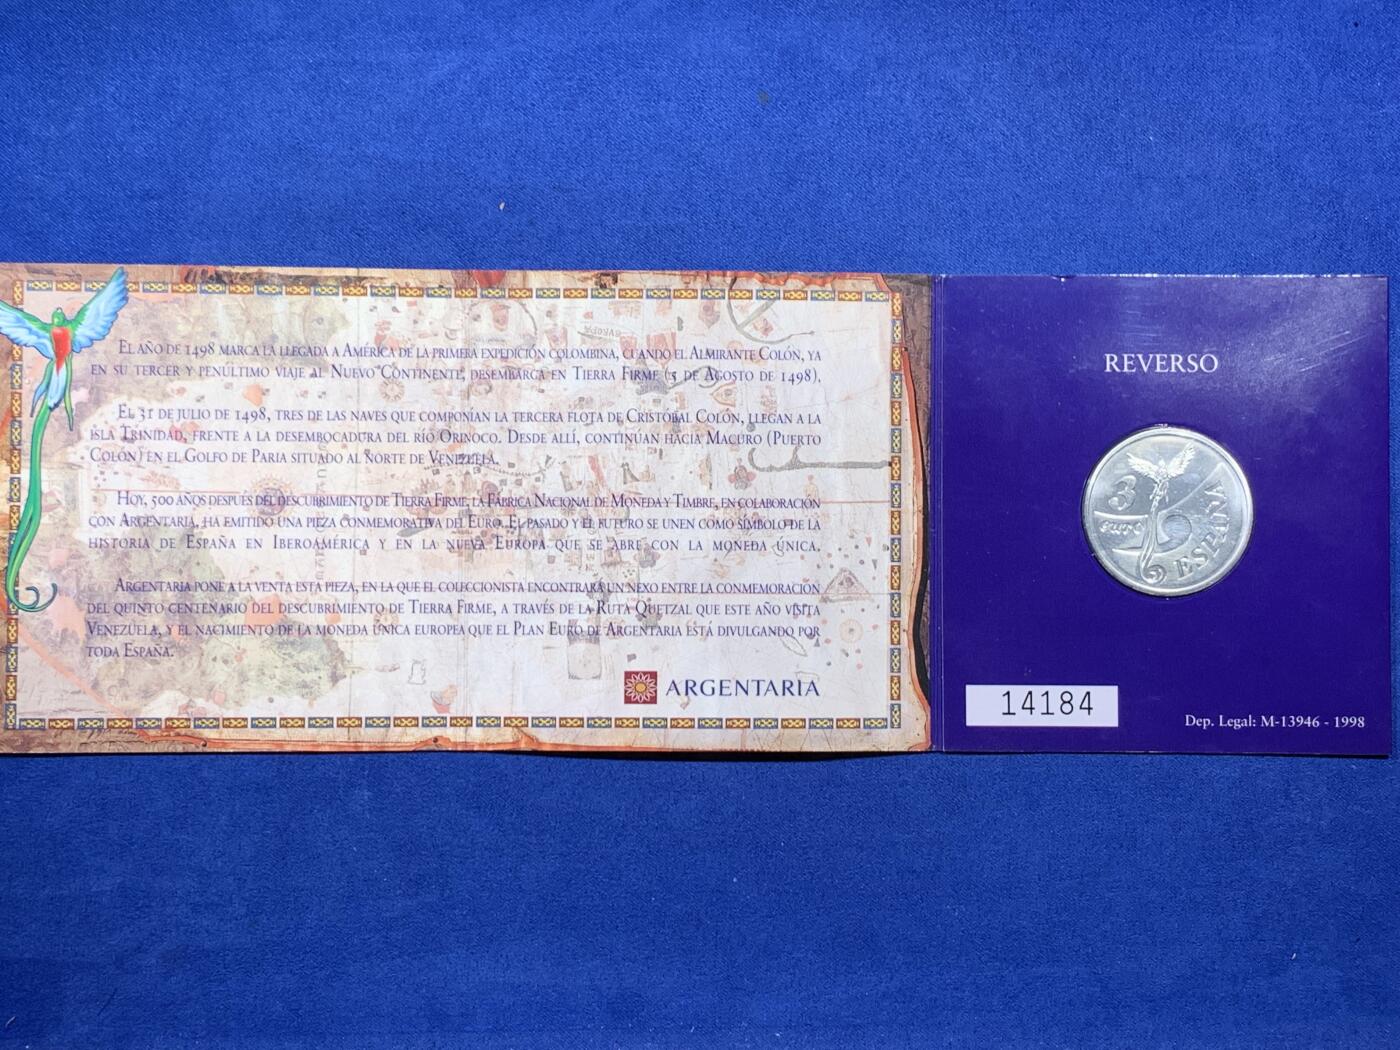 El año de 1498 marca la llegada a América de la primera expedición colombina, cuando el Almirante Colón, ya
en su tercer y penúltimo viaje al Nuevo Continente, desembarca en Tierra Firme (5 de Agosto de 1498).
El 31 de julio de 1498, tres de las naves que componían la tercera flota de Cristóbal Colón, llegan a la
isla Trinidad, frente a la desembocadura del río Orinoco. Desde allí, continúan hacia Macuro (Puerto
Colón) en el Golfo de Paria situado al norte de Venezuela.
Hoy, 500 años después del descubrimiento de Tierra Firme, la Fábrica Nacional de Moneda y Timbre, en colaboración
con Argentaria, ha emitido una pieza conmemorativa del Euro. El pasado y el futuro se unen como símbolo de la
historia de España en Iberoamérica y en la nueva Europa que se abre con la moneda única.
Argentaria pone a la venta esta pieza, en la que el coleccionista encontrará un nexo entre la conmemoración
del quinto centenario del descubrimiento de Tierra Firme, a través de la Ruta Quetzal que este año visita
Venezuela, y el nacimiento de la moneda única europea que el Plan Euro de Argentaria está divulgando por
toda España.
ARGENTARIA
REVERSO
3
euro
ESPAÑA
14184
Dep. Legal: M-13946 - 1998